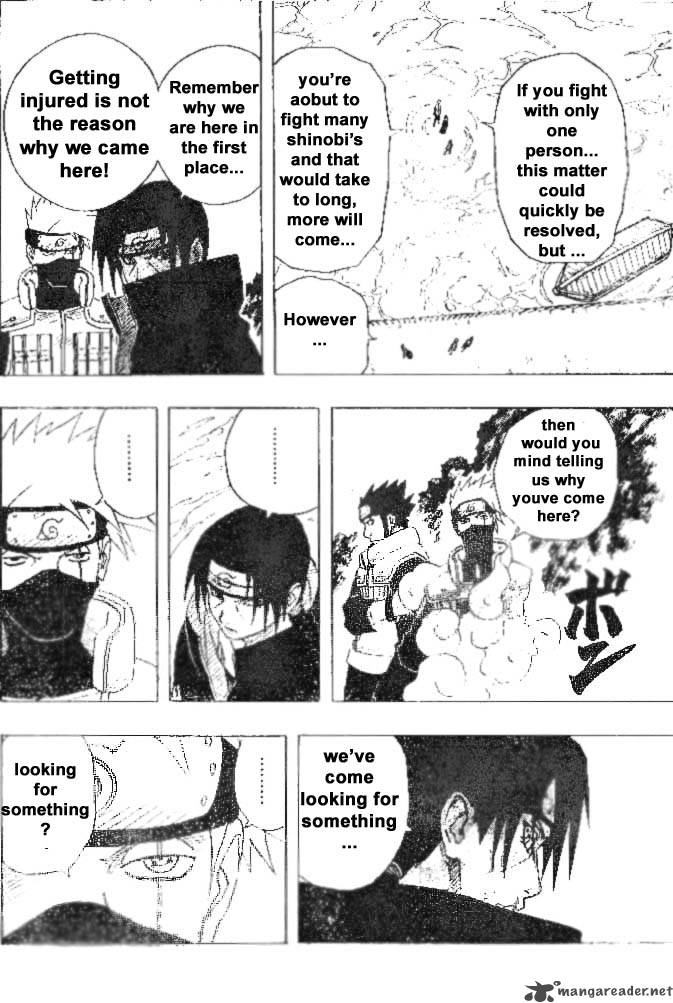 If you fight
with only
one
person...
this matter
could
quickly be
resolved,
but ...
you're
aobut to
fight many
shinobi's
and that
would take
to long,
more will
come...
However
...
Remember
why we
are here in
the first
place...
Getting
injured is not
the reason
why we came
here!
then
would you
mind telling
us why
youve come
here?
ボン
.........
.........
we've
come
looking for
something
...
.........
looking
for
something
?
mangareader.net